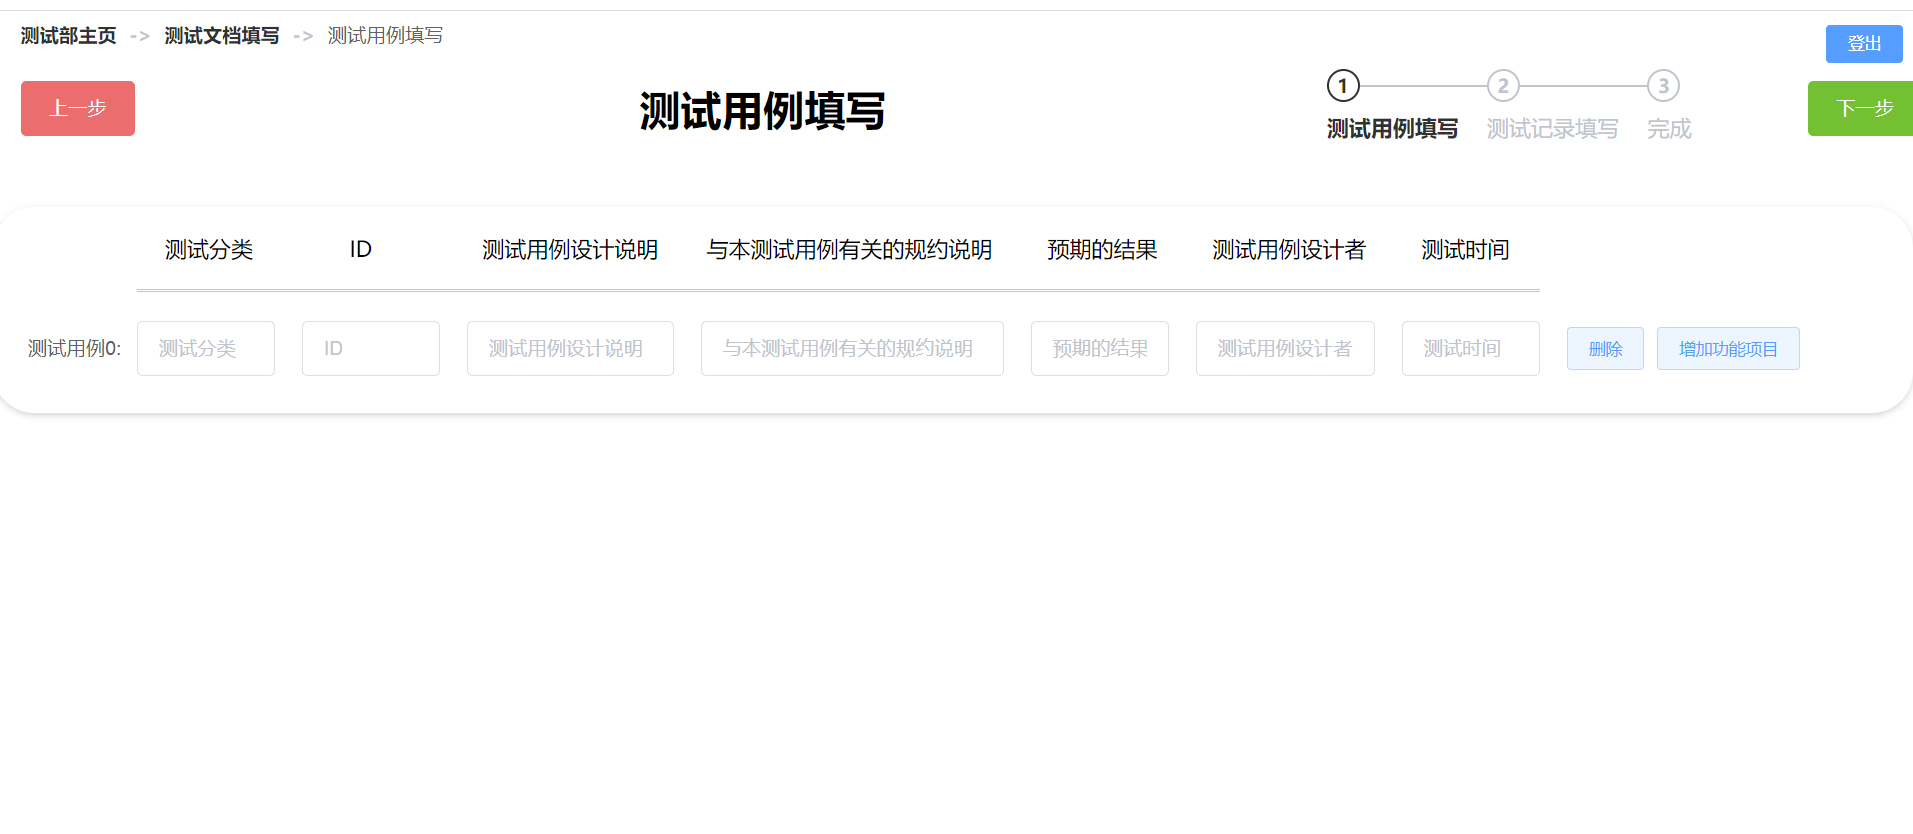 测试部主页 -> 测试文档填写 -> 测试用例填写
登出
上一步
测试用例填写
1 2 3
测试用例填写 测试记录填写 完成
下一步
测试分类 ID 测试用例设计说明 与本测试用例有关的规约说明 预期的结果 测试用例设计者 测试时间
测试用例0: 测试分类 ID 测试用例设计说明 与本测试用例有关的规约说明 预期的结果 测试用例设计者 测试时间 删除 增加功能项目